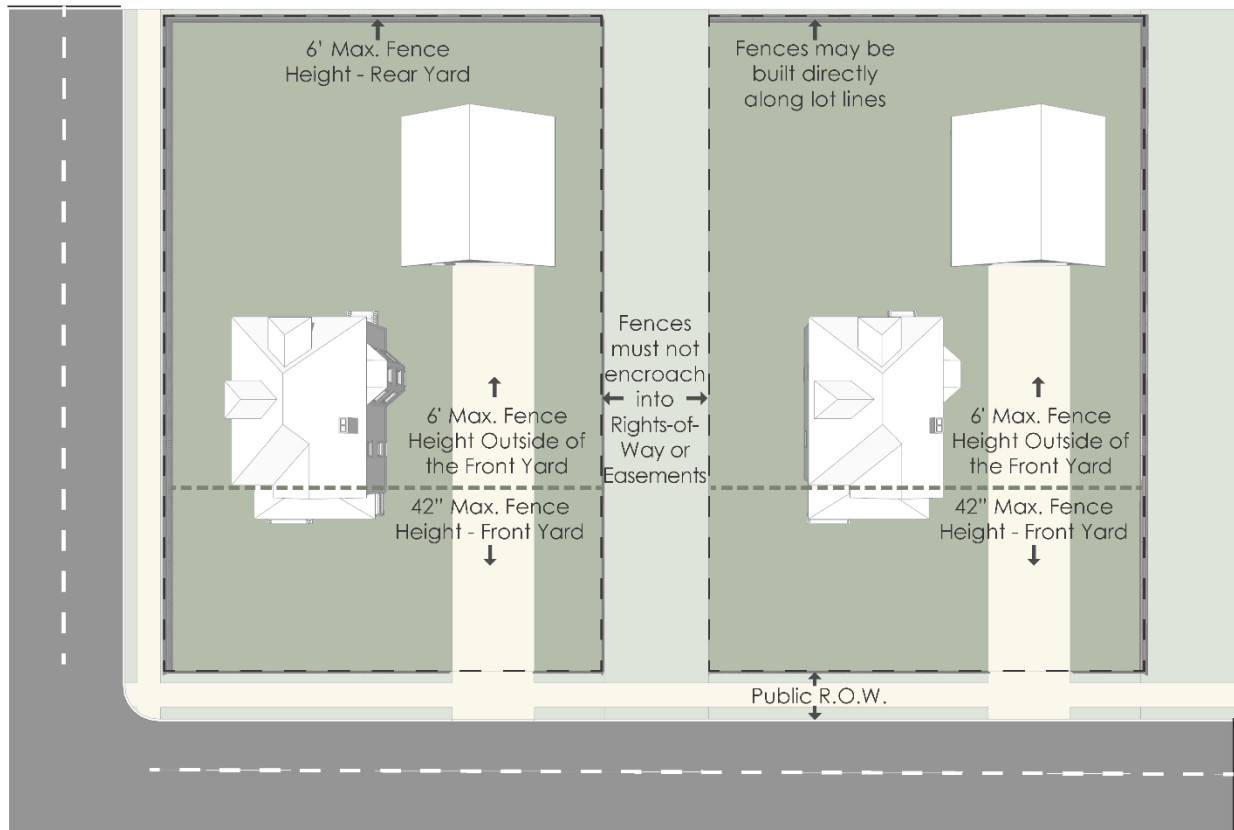 6' Max. Fence
Height - Rear Yard
Fences may be
built directly
along lot lines
Fences
must not
encroach
into
Rights-of-
Way or
Easements
6' Max. Fence
Height Outside of
the Front Yard
42" Max. Fence
Height - Front Yard
6' Max. Fence
Height Outside of
the Front Yard
42" Max. Fence
Height - Front Yard
Public R.O.W.